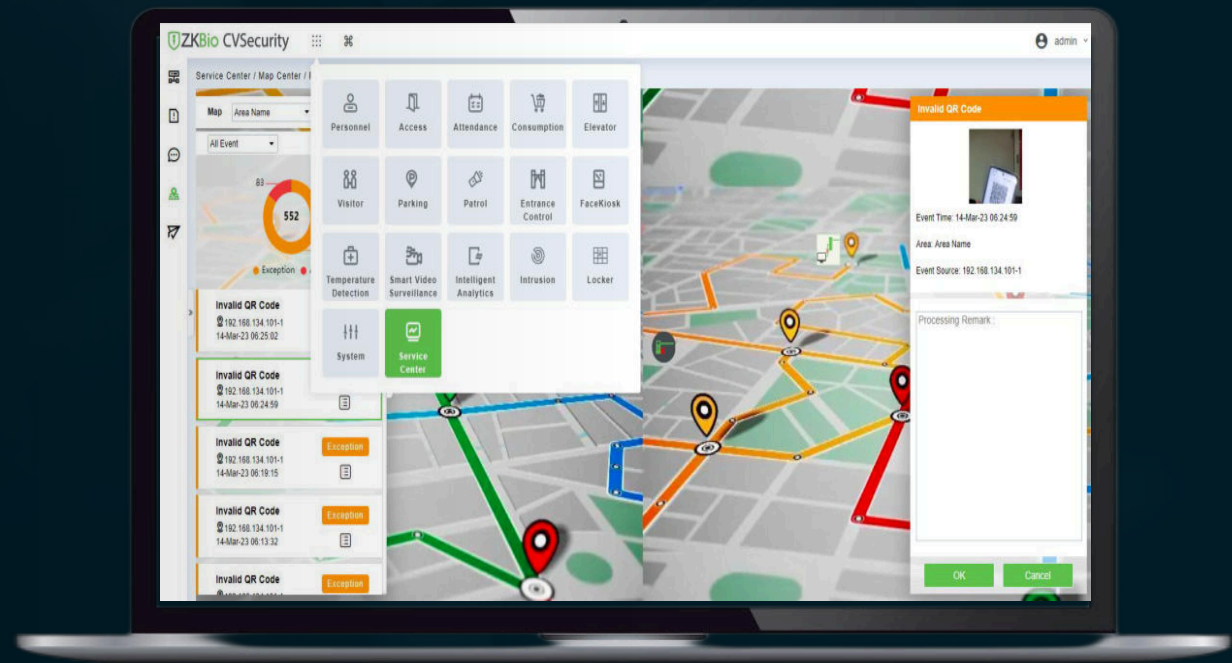 ZKBio CVSecurity
admin
Service Center / Map Center /
Map
Area Name
All Event
83
552
Exception
Invalid QR Code
192.168.134.101-1
14-Mar-23 06:25:02
Invalid QR Code
192.168.134.101-1
14-Mar-23 06:24:59
Invalid QR Code
Exception
192.168.134.101-1
14-Mar-23 06:19:15
Invalid QR Code
Exception
192.168.134.101-1
14-Mar-23 06:13:32
Invalid QR Code
Exception
Personnel
Access
Attendance
Consumption
Elevator
Visitor
Parking
Patrol
Entrance
Control
FaceKiosk
Temperature
Detection
Smart Video
Surveillance
Intelligent
Analytics
Intrusion
Locker
System
Service
Center
Invalid QR Code
Event Time: 14-Mar-23 06:24:59
Area: Area Name
Event Source: 192.168.134.101-1
Processing Remark :
OK
Cancel